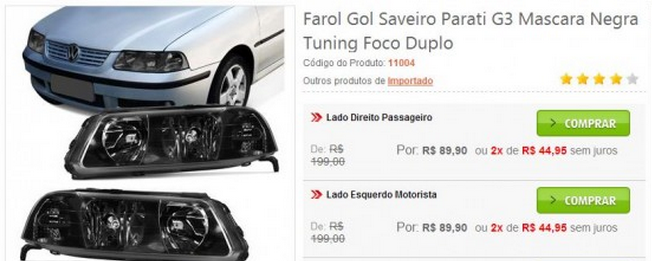 Farol Gol Saveiro Parati G3 Mascara Negra
Tuning Foco Duplo
Código do Produto: 11004
Outros produtos de Importado
Lado Direito Passageiro
COMPRAR
De: R$ 199,00
Por: R$ 89,90 ou 2x de R$ 44,95 sem juros
Lado Esquerdo Motorista
COMPRAR
De: R$ 199,00
Por: R$ 89,90 ou 2x de R$ 44,95 sem juros